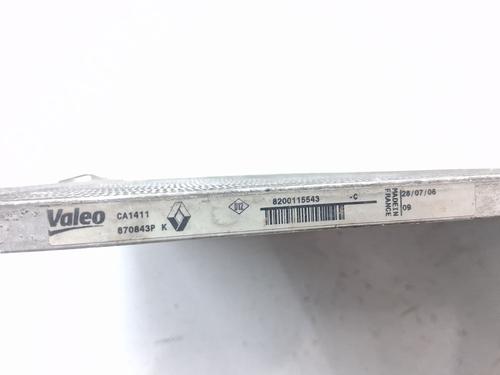 Valeo
CA1411
870843P K
8200115543 -C
MADE IN
FRANCE
28/07/06
09